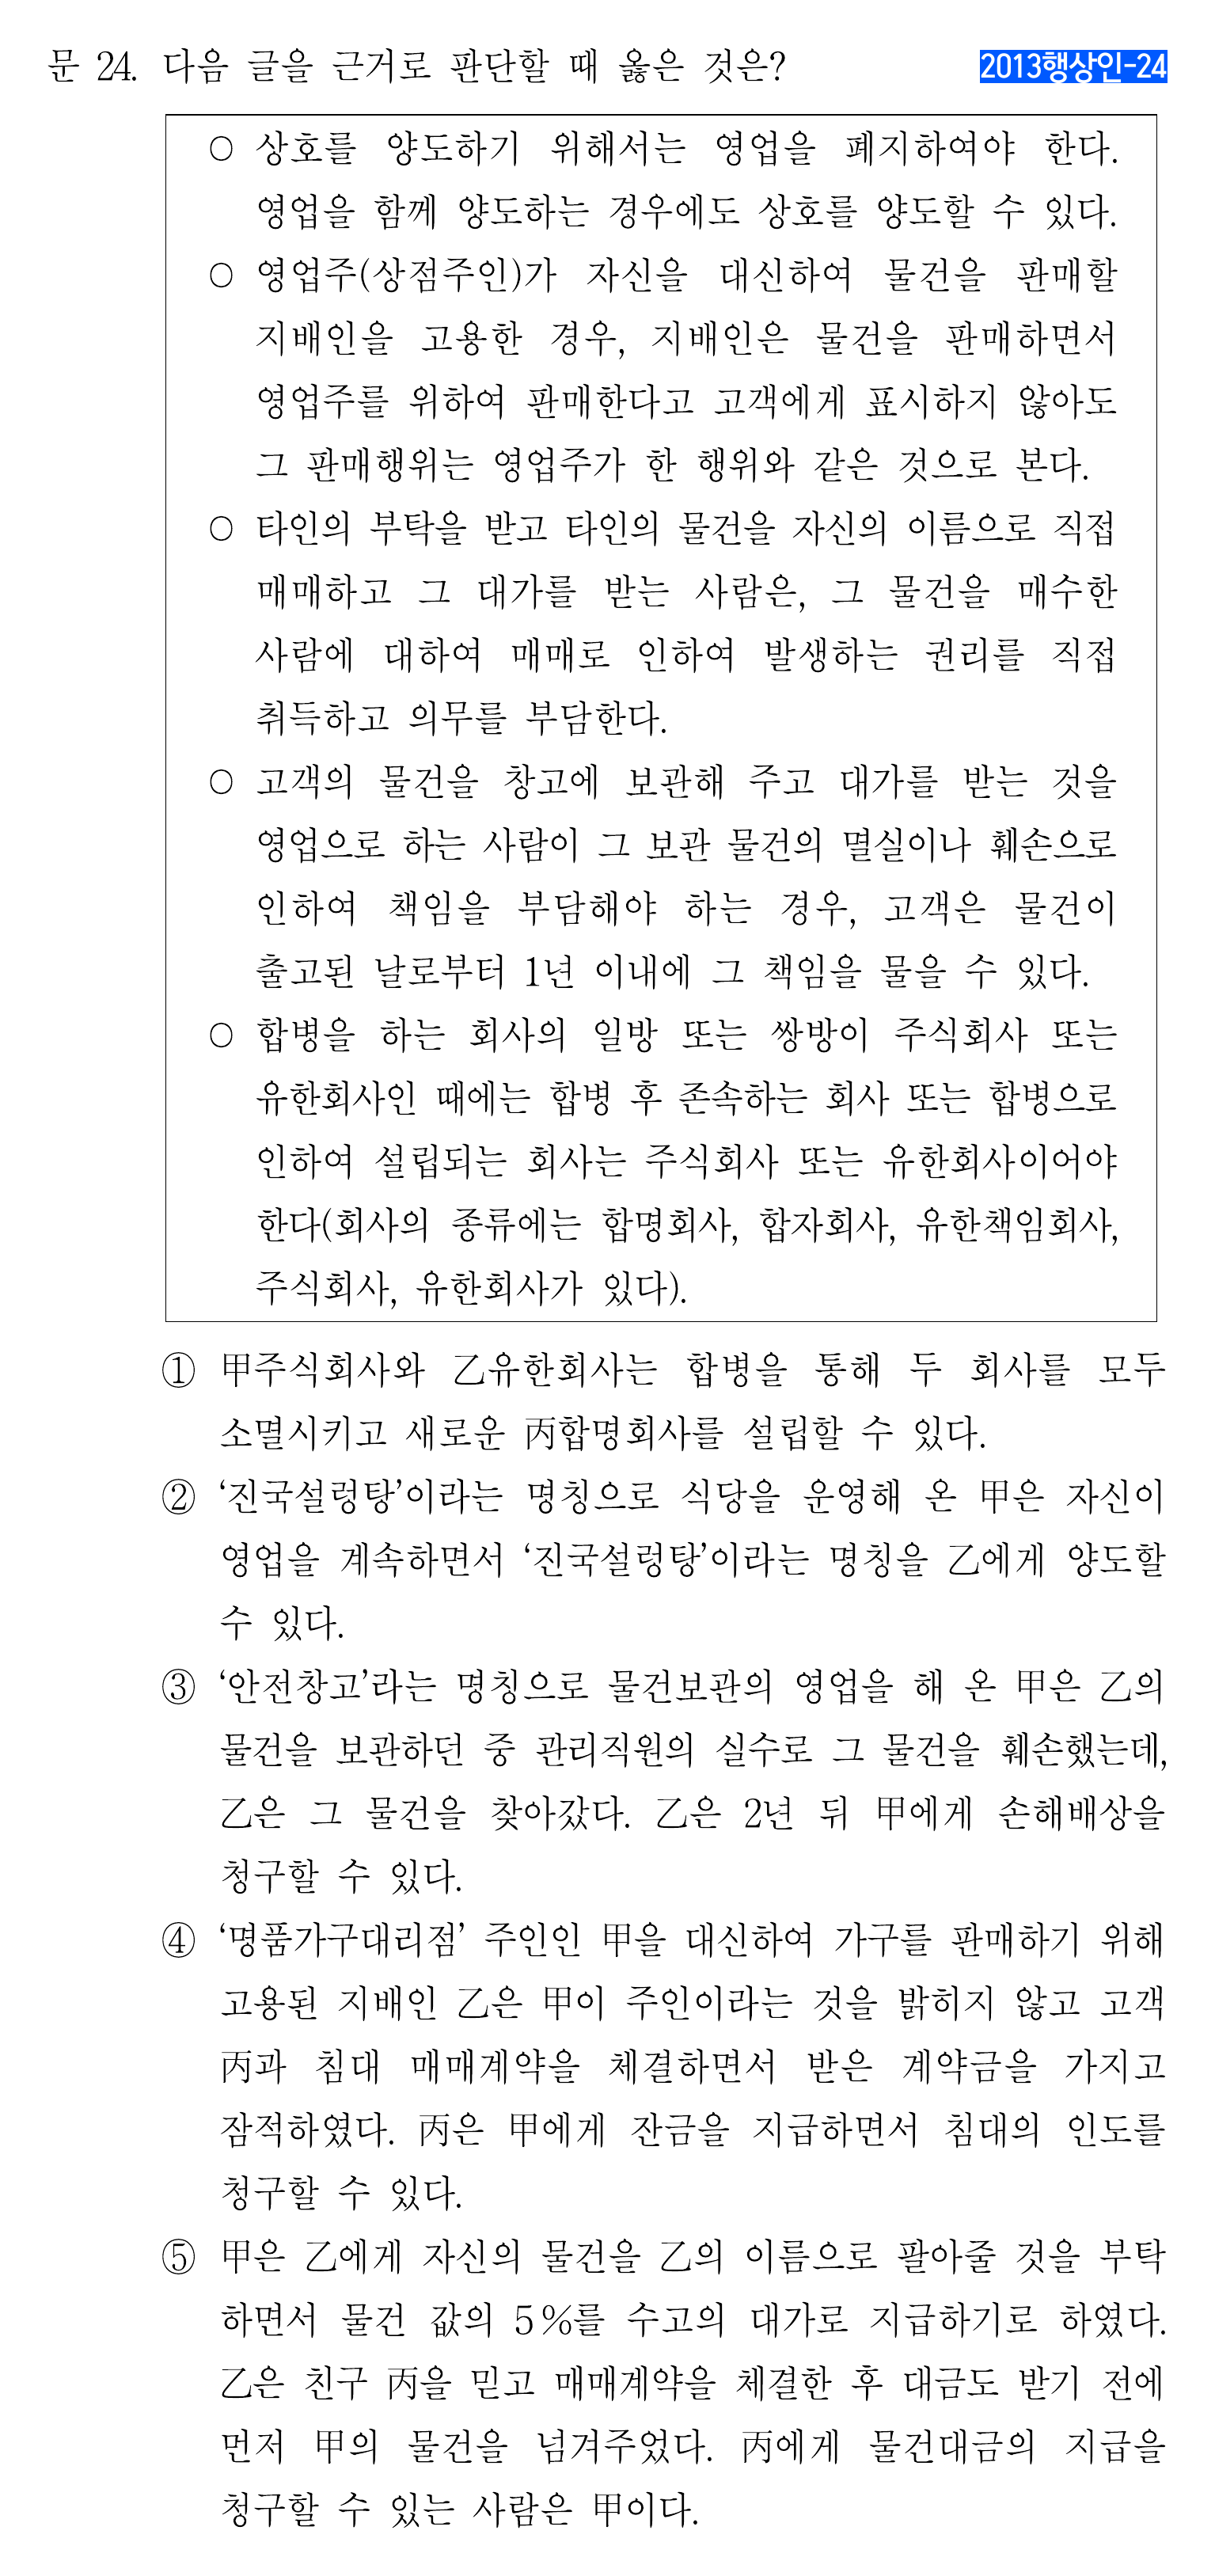 문 24. 다음 글을 근거로 판단할 때 옳은 것은? 2013행상인-24
○ 상호를 양도하기 위해서는 영업을 폐지하여야 한다.
영업을 함께 양도하는 경우에도 상호를 양도할 수 있다.
○ 영업주(상점주인)가 자신을 대신하여 물건을 판매할
지배인을 고용한 경우, 지배인은 물건을 판매하면서
영업주를 위하여 판매한다고 고객에게 표시하지 않아도
그 판매행위는 영업주가 한 행위와 같은 것으로 본다.
○ 타인의 부탁을 받고 타인의 물건을 자신의 이름으로 직접
매매하고 그 대가를 받는 사람은, 그 물건을 매수한
사람에 대하여 매매로 인하여 발생하는 권리를 직접
취득하고 의무를 부담한다.
○ 고객의 물건을 창고에 보관해 주고 대가를 받는 것을
영업으로 하는 사람이 그 보관 물건의 멸실이나 훼손으로
인하여 책임을 부담해야 하는 경우, 고객은 물건이
출고된 날로부터 1년 이내에 그 책임을 물을 수 있다.
○ 합병을 하는 회사의 일방 또는 쌍방이 주식회사 또는
유한회사인 때에는 합병 후 존속하는 회사 또는 합병으로
인하여 설립되는 회사는 주식회사 또는 유한회사이어야
한다(회사의 종류에는 합명회사, 합자회사, 유한책임회사,
주식회사, 유한회사가 있다).
① 甲주식회사와 乙유한회사는 합병을 통해 두 회사를 모두
소멸시키고 새로운 丙합명회사를 설립할 수 있다.
② ‘진국설렁탕’이라는 명칭으로 식당을 운영해 온 甲은 자신이
영업을 계속하면서 ‘진국설렁탕’이라는 명칭을 乙에게 양도할
수 있다.
③ ‘안전창고’라는 명칭으로 물건보관의 영업을 해 온 甲은 乙의
물건을 보관하던 중 관리직원의 실수로 그 물건을 훼손했는데,
乙은 그 물건을 찾아갔다. 乙은 2년 뒤 甲에게 손해배상을
청구할 수 있다.
④ ‘명품가구대리점’ 주인인 甲을 대신하여 가구를 판매하기 위해
고용된 지배인 乙은 甲이 주인이라는 것을 밝히지 않고 고객
丙과 침대 매매계약을 체결하면서 받은 계약금을 가지고
잠적하였다. 丙은 甲에게 잔금을 지급하면서 침대의 인도를
청구할 수 있다.
⑤ 甲은 乙에게 자신의 물건을 乙의 이름으로 팔아줄 것을 부탁
하면서 물건 값의 5%를 수고의 대가로 지급하기로 하였다.
乙은 친구 丙을 믿고 매매계약을 체결한 후 대금도 받기 전에
먼저 甲의 물건을 넘겨주었다. 丙에게 물건대금의 지급을
청구할 수 있는 사람은 甲이다.